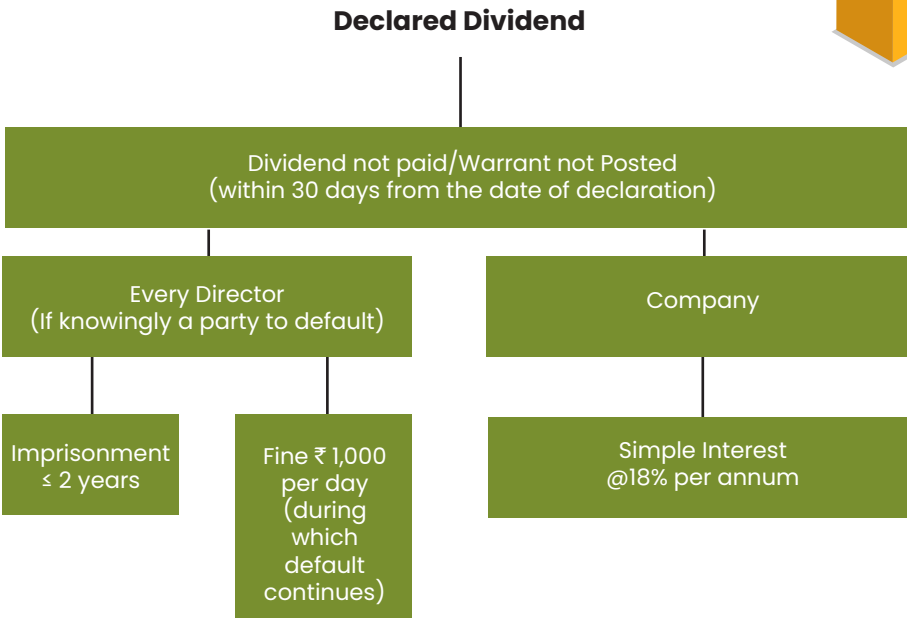 Declared Dividend
Dividend not paid/Warrant not Posted
(within 30 days from the date of declaration)
Every Director
(If knowingly a party to default)
Company
Imprisonment
≤ 2 years
Fine ₹ 1,000
per day
(during
which
default
continues)
Simple Interest
@18% per annum